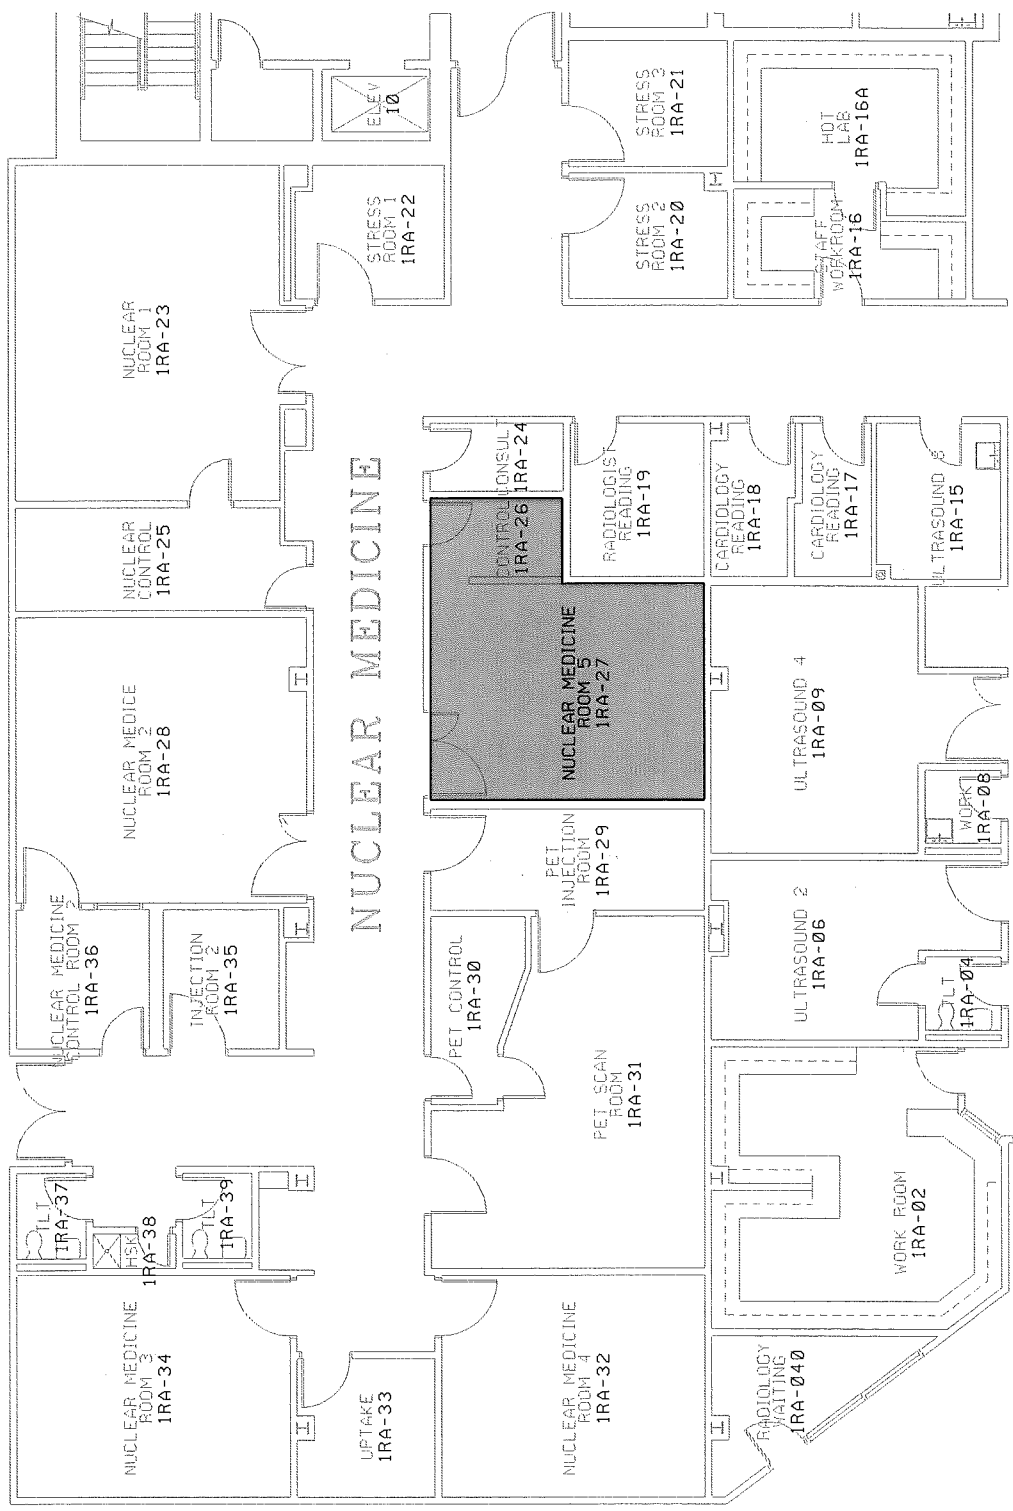 NUCLEAR MEDICINE
ROOM 3
1RA-34
TLT
1RA-37
HSK
1RA-38
TLT
1RA-39
NUCLEAR MEDICINE
CONTROL ROOM 2
1RA-36
INJECTION
ROOM 2
1RA-35
NUCLEAR MEDICE
ROOM 2
1RA-28
NUCLEAR
CONTROL
1RA-25
NUCLEAR
ROOM 1
1RA-23
UPTAKE
1RA-33
NUCLEAR MEDICINE
STRESS
ROOM 1
1RA-22
ELEV
10
NUCLEAR MEDICINE
ROOM 4
1RA-32
PET CONTROL
1RA-30
PET SCAN
ROOM
1RA-31
PET
INJECTION
ROOM
1RA-29
NUCLEAR MEDICINE
ROOM 5
1RA-27
CONTROL
1RA-26
CONSULT
1RA-24
RADIOLOGIST
READING
1RA-19
STRESS
ROOM 2
1RA-20
STRESS
ROOM 3
1RA-21
RADIOLOGY
WAITING
1RA-040
WORK ROOM
1RA-02
ULTRASOUND 2
1RA-06
TLT
1RA-04
ULTRASOUND 4
1RA-09
WORK
1RA-08
CARDIOLOGY
READING
1RA-18
CARDIOLOGY
READING
1RA-17
ULTRASOUND 6
1RA-15
STAFF
WORKROOM
1RA-16
HOT
LAB
1RA-16A